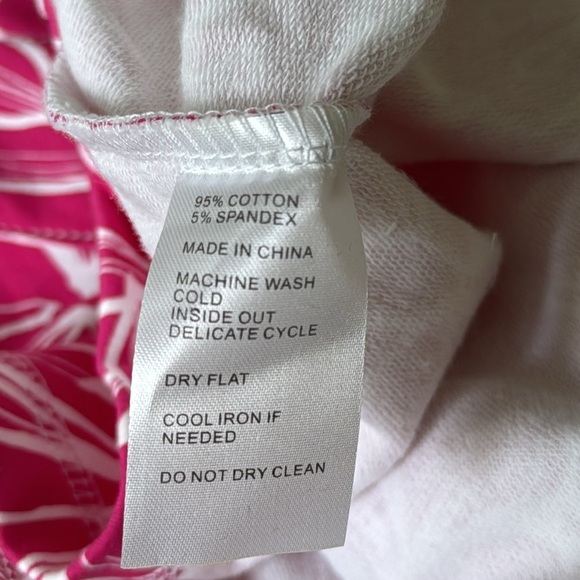 95% COTTON
5% SPANDEX
MADE IN CHINA
MACHINE WASH
COLD
INSIDE OUT
DELICATE CYCLE
DRY FLAT
COOL IRON IF
NEEDED
DO NOT DRY CLEAN